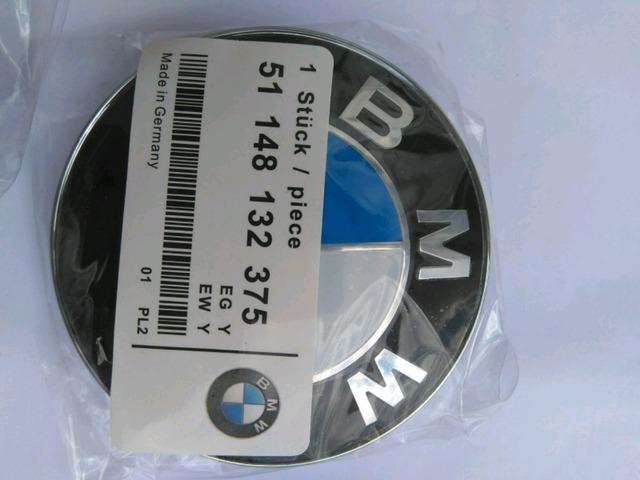 1 Stück / piece
51 148 132 375
EG Y
EW Y
Made in Germany
01 PL2
BMW
BMW